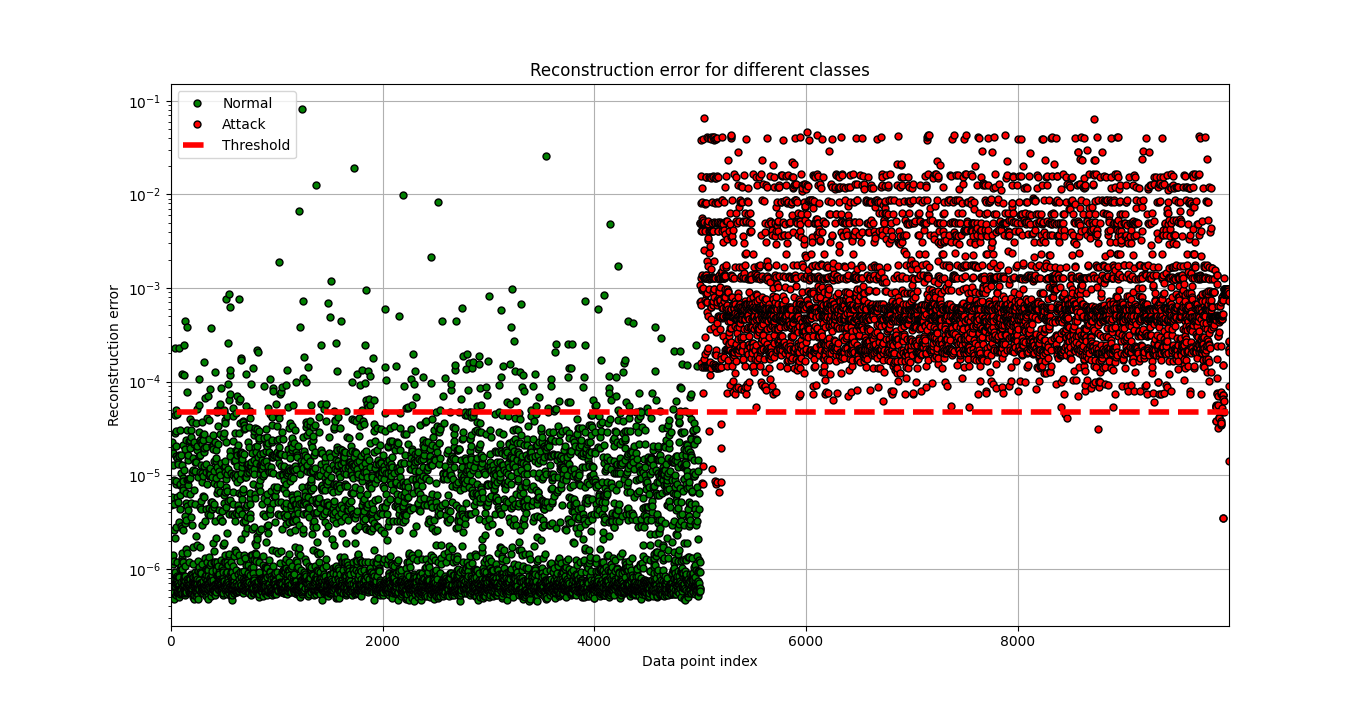 Reconstruction error for different classes
Normal
Attack
Threshold
Reconstruction error
10⁻¹
10⁻²
10⁻³
10⁻⁴
10⁻⁵
10⁻⁶
0
2000
4000
6000
8000
Data point index